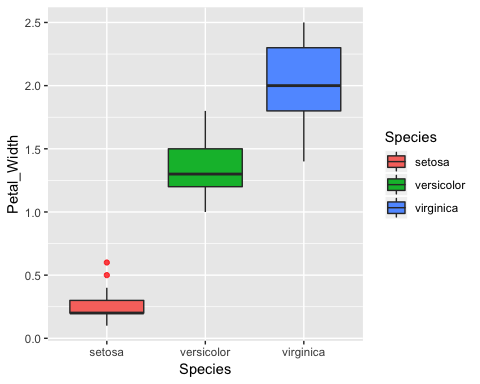 2.5
2.0
1.5
1.0
0.5
0.0
Petal_Width
setosa versicolor virginica
Species
Species
setosa
versicolor
virginica